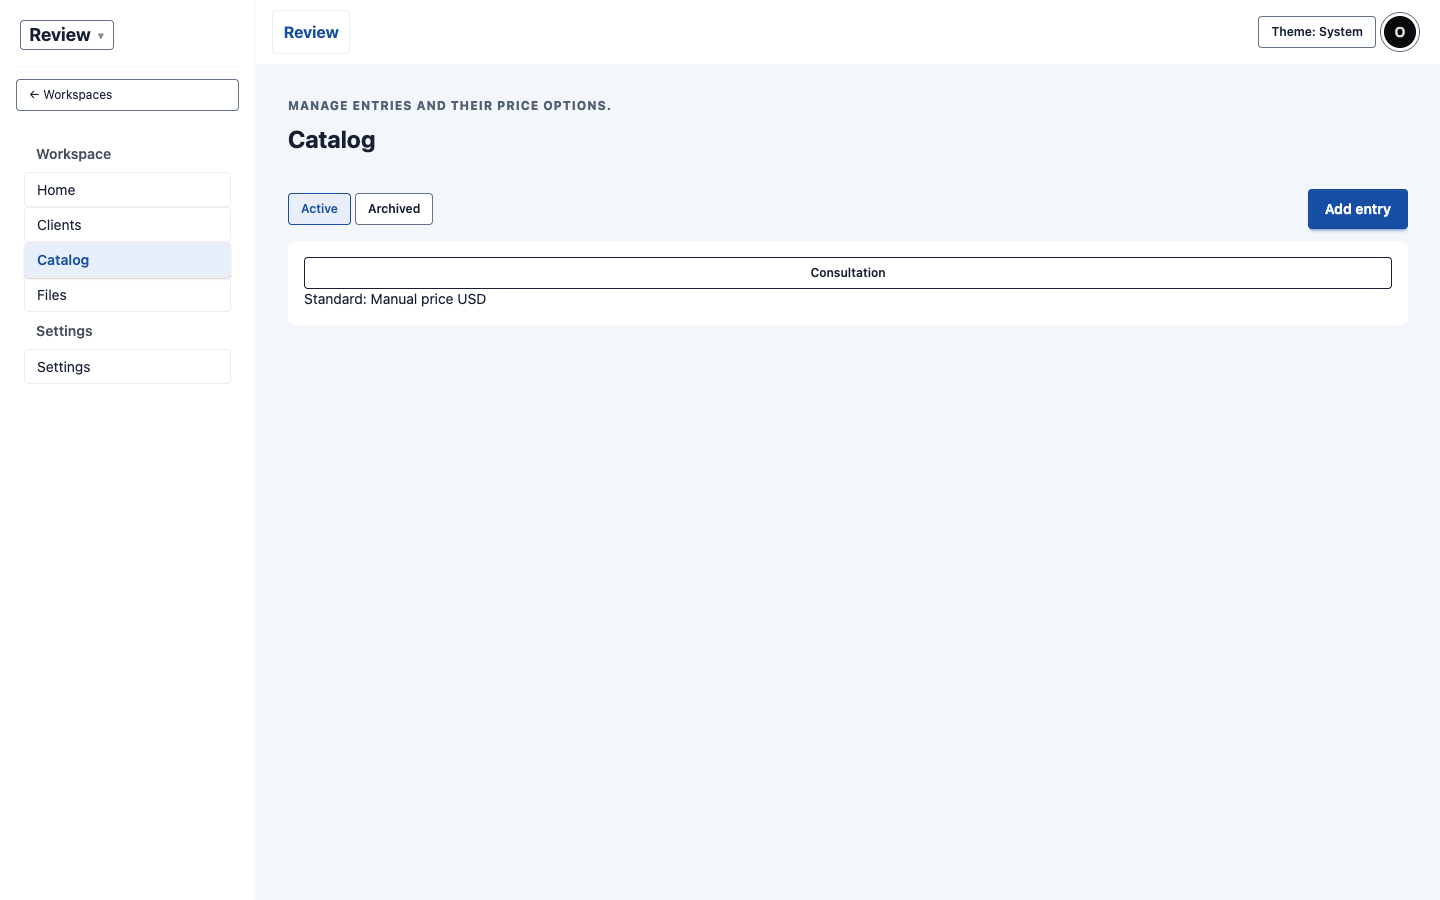 Review ▾
← Workspaces
Workspace
Home
Clients
Catalog
Files
Settings
Settings
Review
Theme: System
O
MANAGE ENTRIES AND THEIR PRICE OPTIONS.
Catalog
Active
Archived
Add entry
Consultation
Standard: Manual price USD